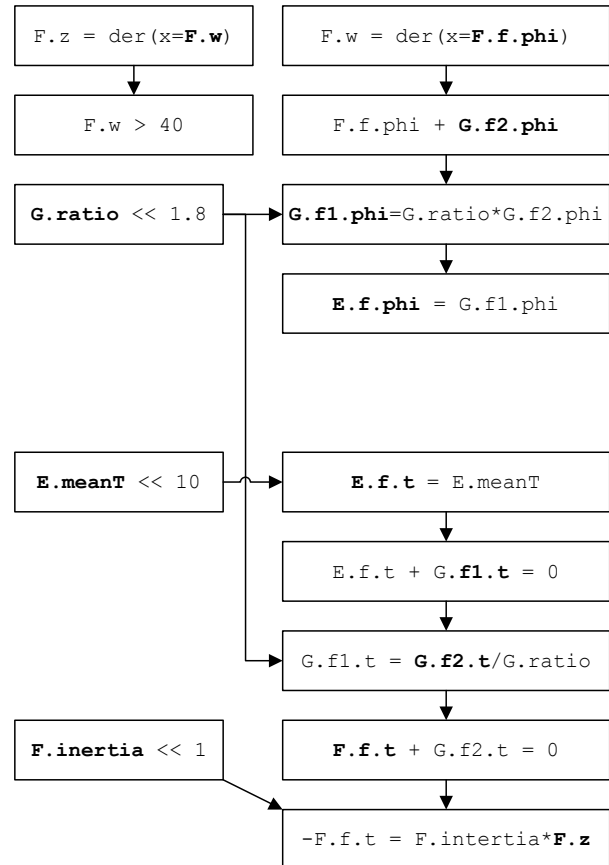 F.z = der(x=F.w)
F.w = der(x=F.f.phi)
F.w > 40
F.f.phi + G.f2.phi
G.ratio << 1.8
G.f1.phi=G.ratio*G.f2.phi
E.f.phi = G.f1.phi
E.meanT << 10
E.f.t = E.meanT
E.f.t + G.f1.t = 0
G.f1.t = G.f2.t/G.ratio
F.inertia << 1
F.f.t + G.f2.t = 0
-F.f.t = F.intertia*F.z